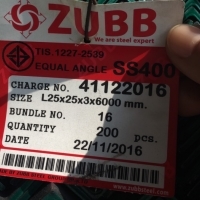 ZUBB
We are steel expert
TIS. 1227-2539
EQUAL ANGLE SS400
CHARGE NO. 41122016
SIZE L25x25x3x6000 mm.
BUNDLE NO. 16
QUANTITY 200 pcs.
DATE 22/11/2016